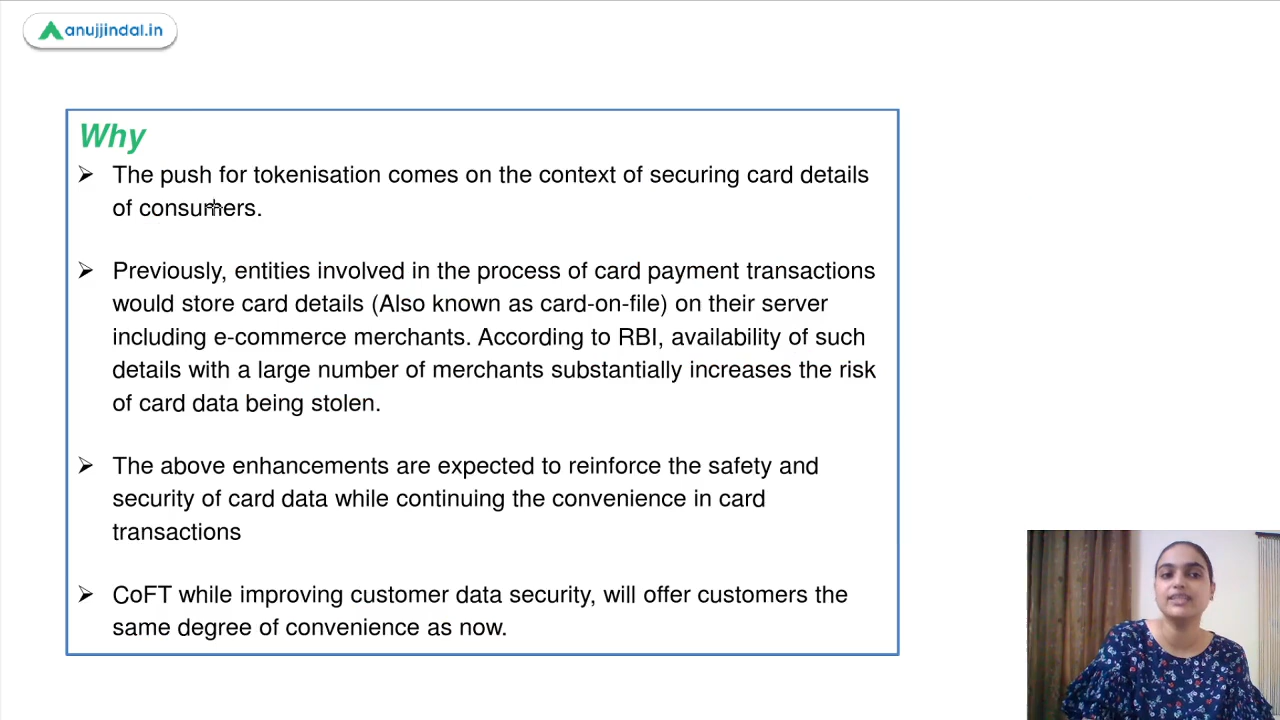 anujjindal.in
Why
➤ The push for tokenisation comes on the context of securing card details
of consumers.
➤ Previously, entities involved in the process of card payment transactions
would store card details (Also known as card-on-file) on their server
including e-commerce merchants. According to RBI, availability of such
details with a large number of merchants substantially increases the risk
of card data being stolen.
➤ The above enhancements are expected to reinforce the safety and
security of card data while continuing the convenience in card
transactions
➤ CoFT while improving customer data security, will offer customers the
same degree of convenience as now.